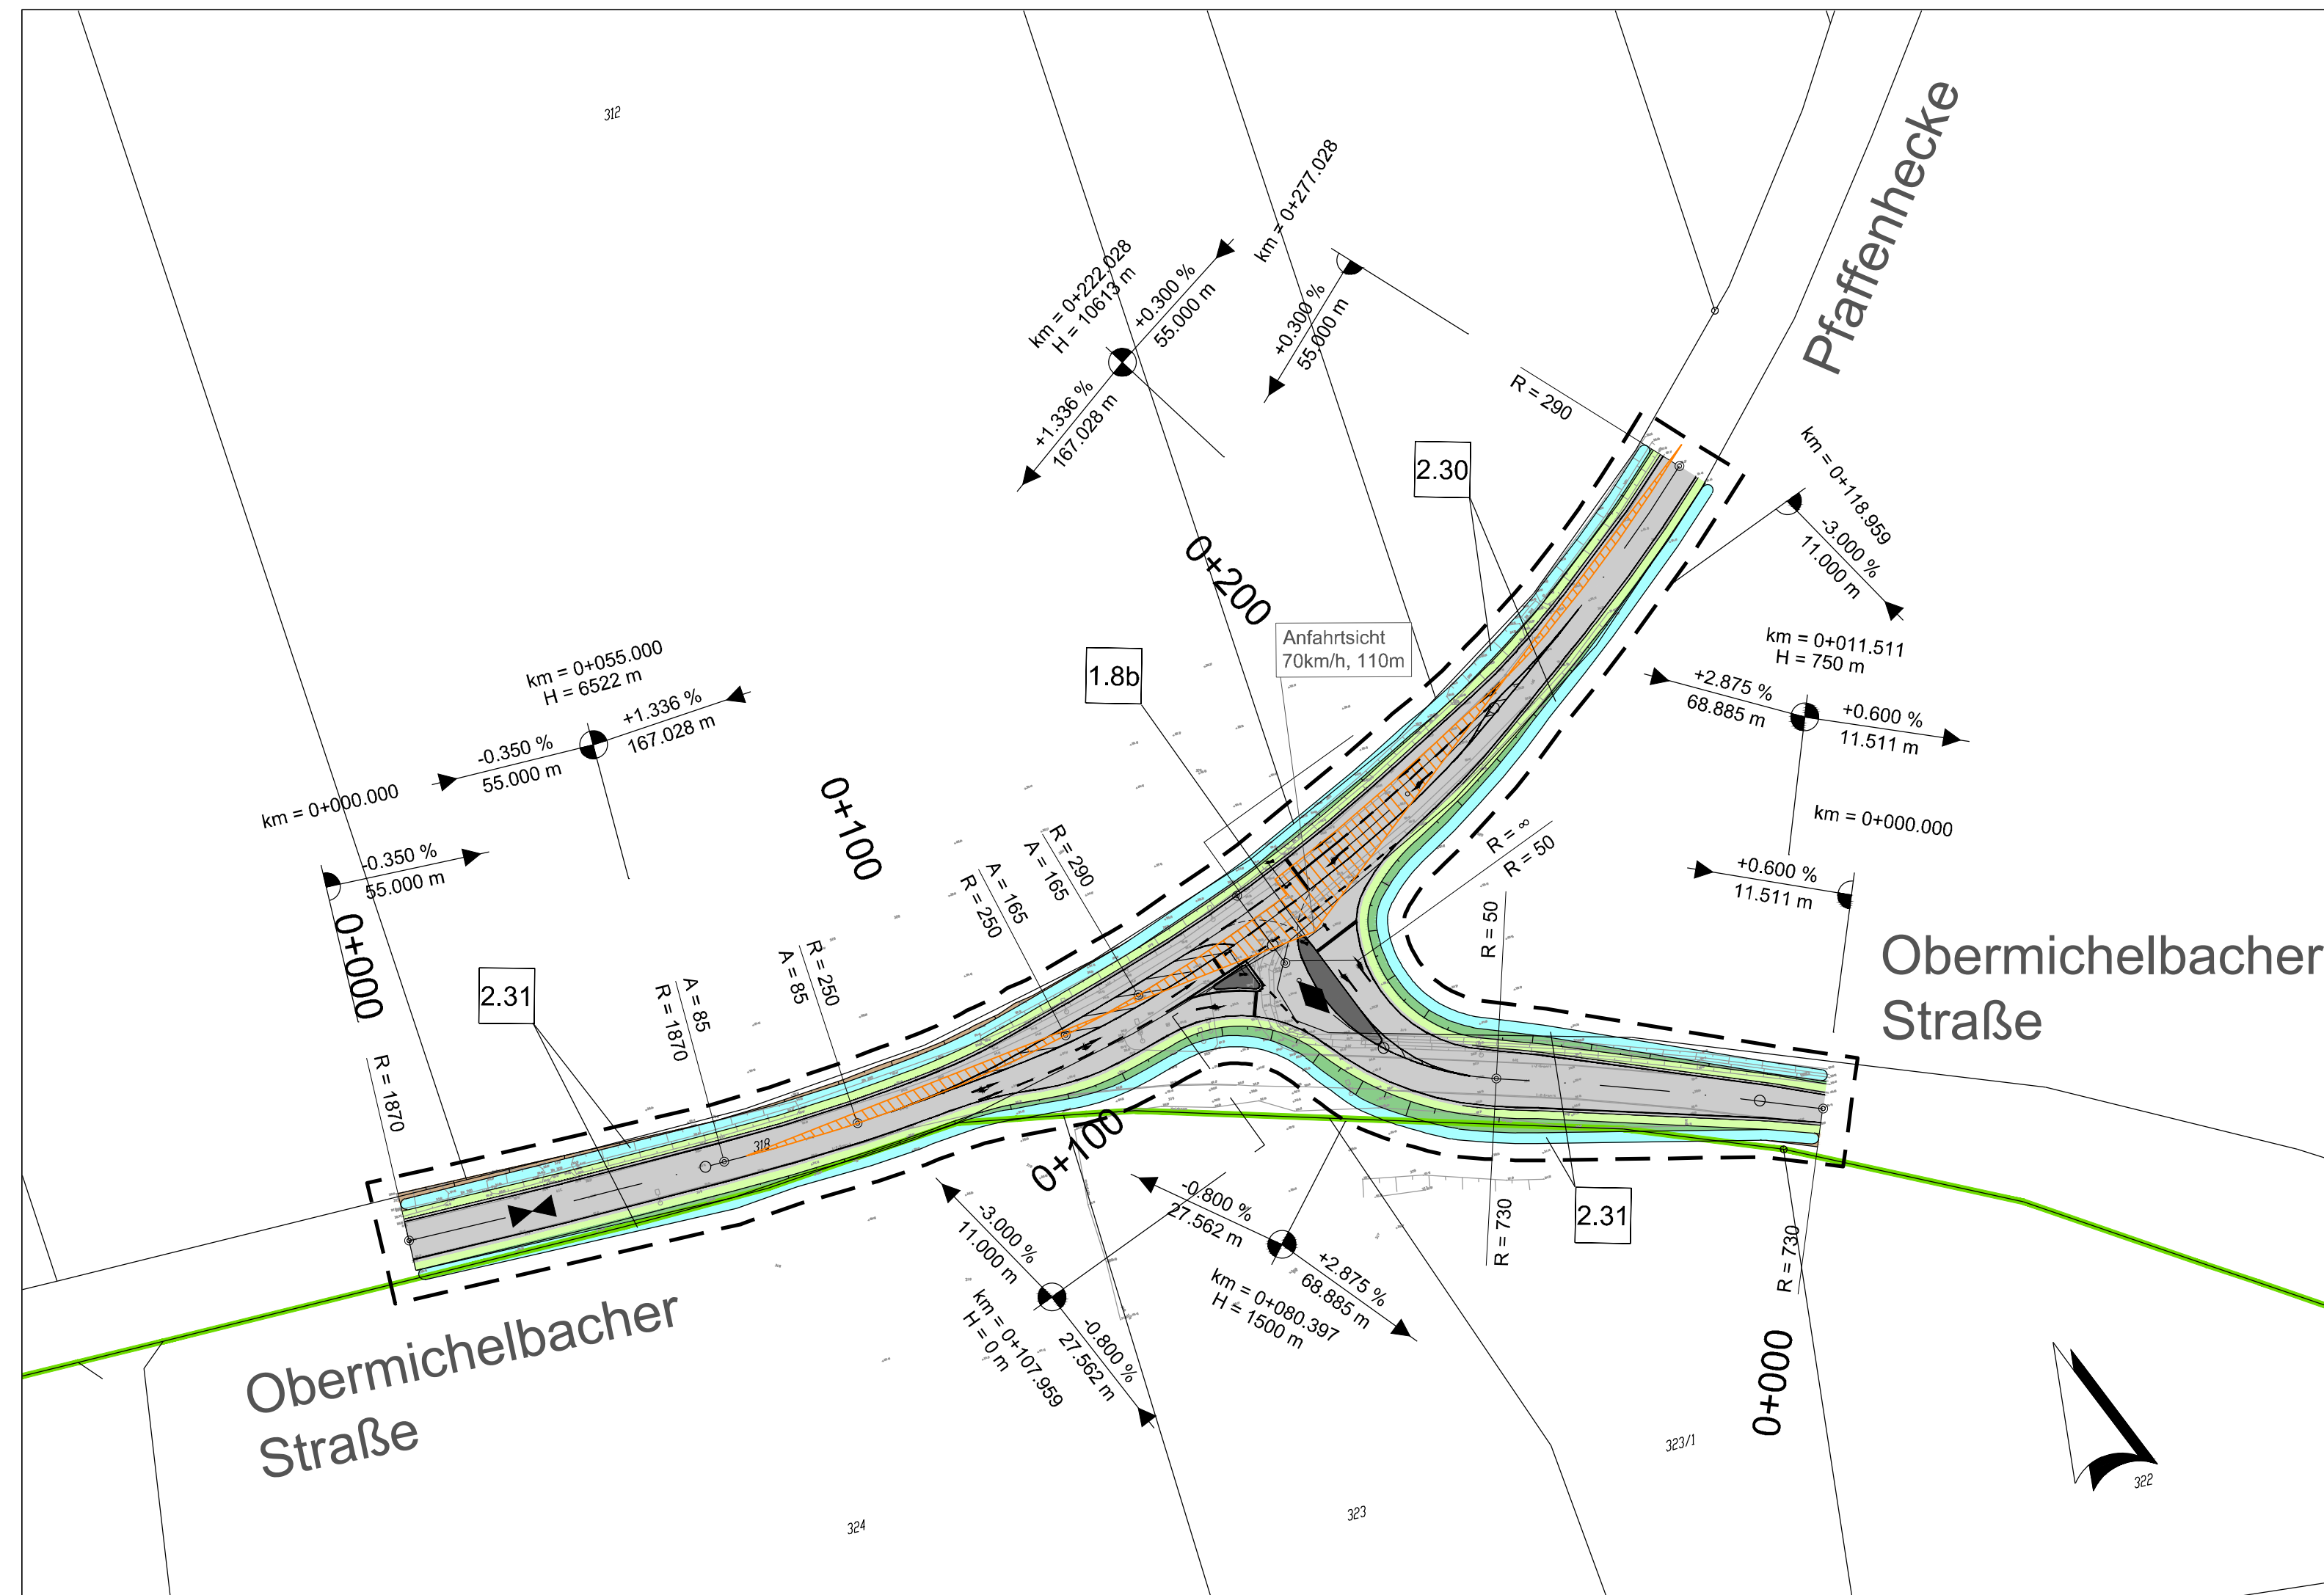 312
Pfaffenhecke
km = 0+277.028
+0.300 %
55.000 m
km = 0+222.028
H = 10613 m
+0.300 %
55.000 m
+1.336 %
167.028 m
R = 290
2.30
km = 0+118.959
-3.000 %
11.000 m
0+200
Anfahrtsicht
70km/h, 110m
1.8b
km = 0+011.511
H = 750 m
+2.875 %
68.885 m
+0.600 %
11.511 m
km = 0+055.000
H = 6522 m
+1.336 %
167.028 m
-0.350 %
55.000 m
km = 0+000.000
-0.350 %
55.000 m
0+000
0+100
km = 0+000.000
+0.600 %
11.511 m
R = ∞
R = 50
R = 290
A = 165
A = 165
R = 250
R = 250
A = 85
A = 85
R = 1870
R = 1870
2.31
R = 50
R = 730
Obermichelbacher
Straße
318
0+100
-0.800 %
27.562 m
+2.875 %
68.885 m
km = 0+080.397
H = 1500 m
-3.000 %
11.000 m
km = 0+107.959
H = 0 m
-0.800 %
27.562 m
2.31
R = 730
0+000
Obermichelbacher
Straße
324
323
323/1
322